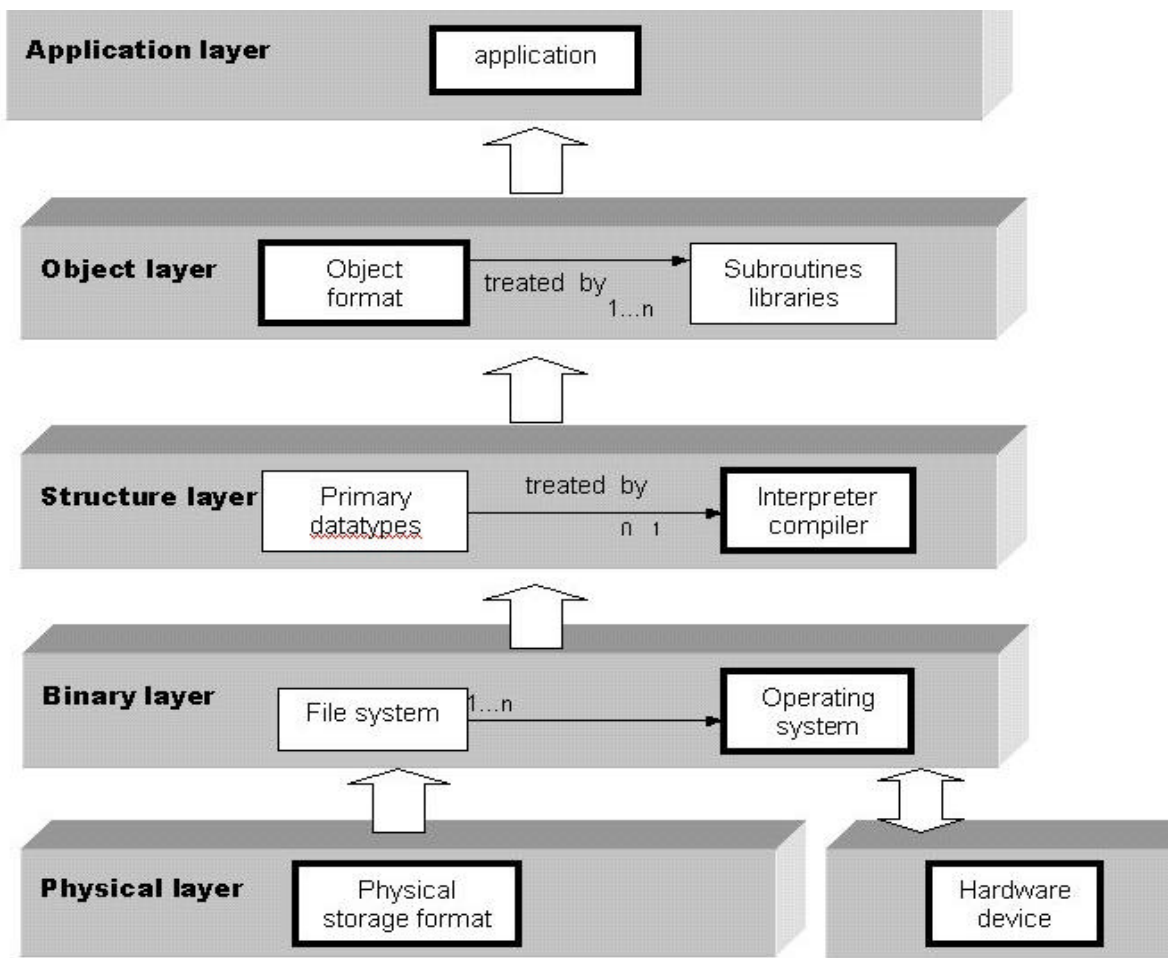 Application layer
application
Object layer
Object
format
treated by
1...n
Subroutines
libraries
Structure layer
Primary
datatypes
treated by
n 1
Interpreter
compiler
Binary layer
File system
1...n
Operating
system
Physical layer
Physical
storage format
Hardware
device